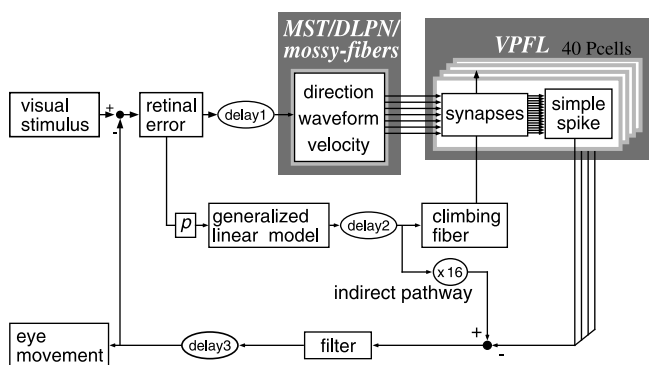 MST/DLPN/
mossy-fibers
VPFL 40 Pcells
visual
stimulus
+
-
retinal
error
delay1
direction
waveform
velocity
synapses
simple
spike
p
generalized
linear model
delay2
climbing
fiber
x 16
indirect pathway
+
-
eye
movement
delay3
filter